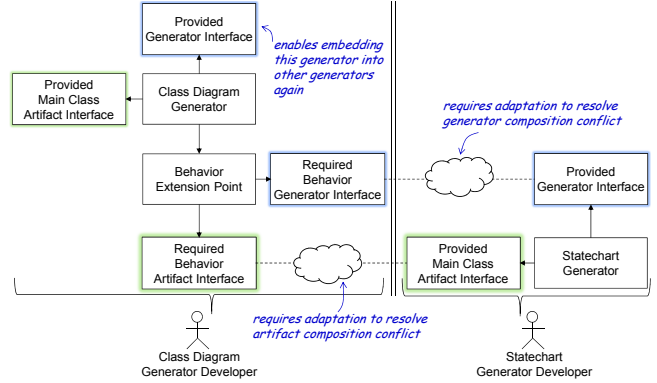 Provided
Generator Interface
enables embedding
this generator into
other generators
again
Provided
Main Class
Artifact Interface
Class Diagram
Generator
requires adaptation to resolve
generator composition conflict
Behavior
Extension Point
Required
Behavior
Generator Interface
Provided
Generator Interface
Required
Behavior
Artifact Interface
Provided
Main Class
Artifact Interface
Statechart
Generator
requires adaptation to resolve
artifact composition conflict
Class Diagram
Generator Developer
Statechart
Generator Developer